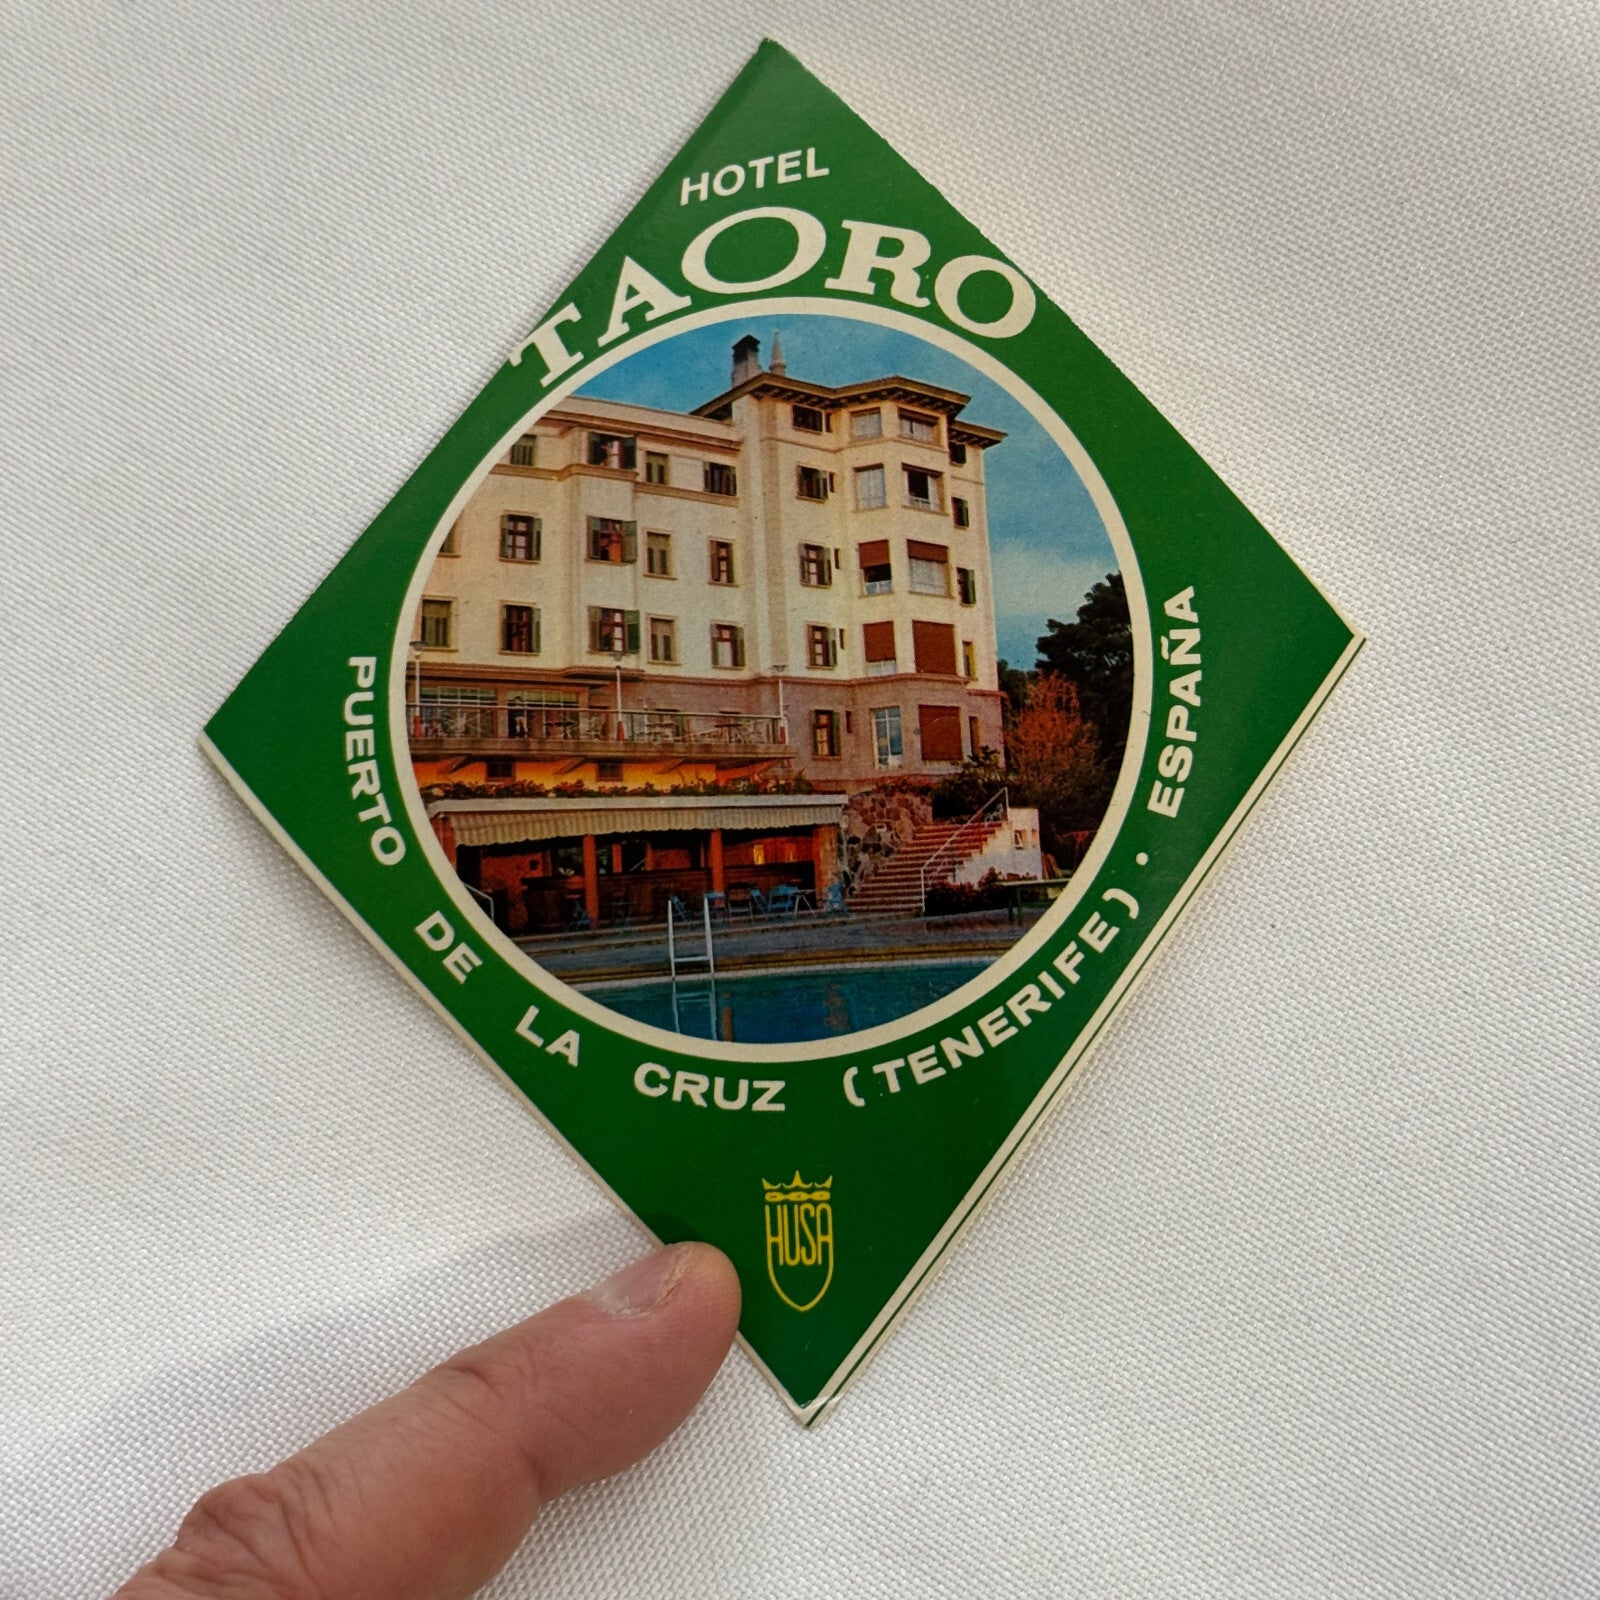 HOTEL
TAORO
PUERTO DE LA CRUZ (TENERIFE) · ESPAÑA
HUSA